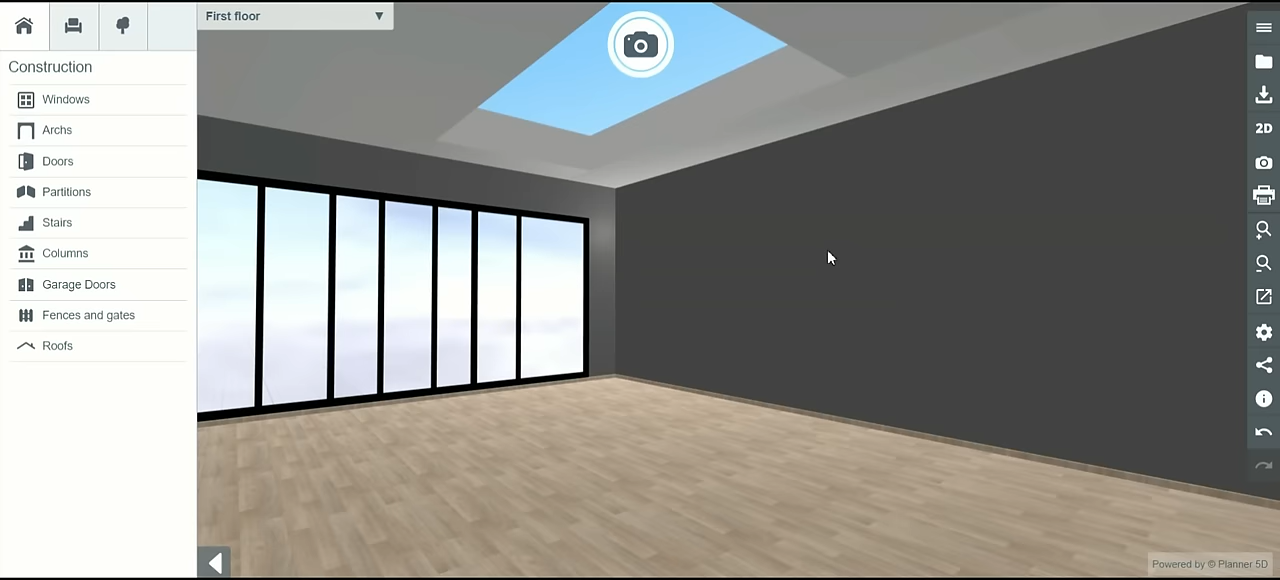 First floor ▼
Construction
Windows
Archs
Doors
Partitions
Stairs
Columns
Garage Doors
Fences and gates
Roofs
2D
Powered by © Planner 5D